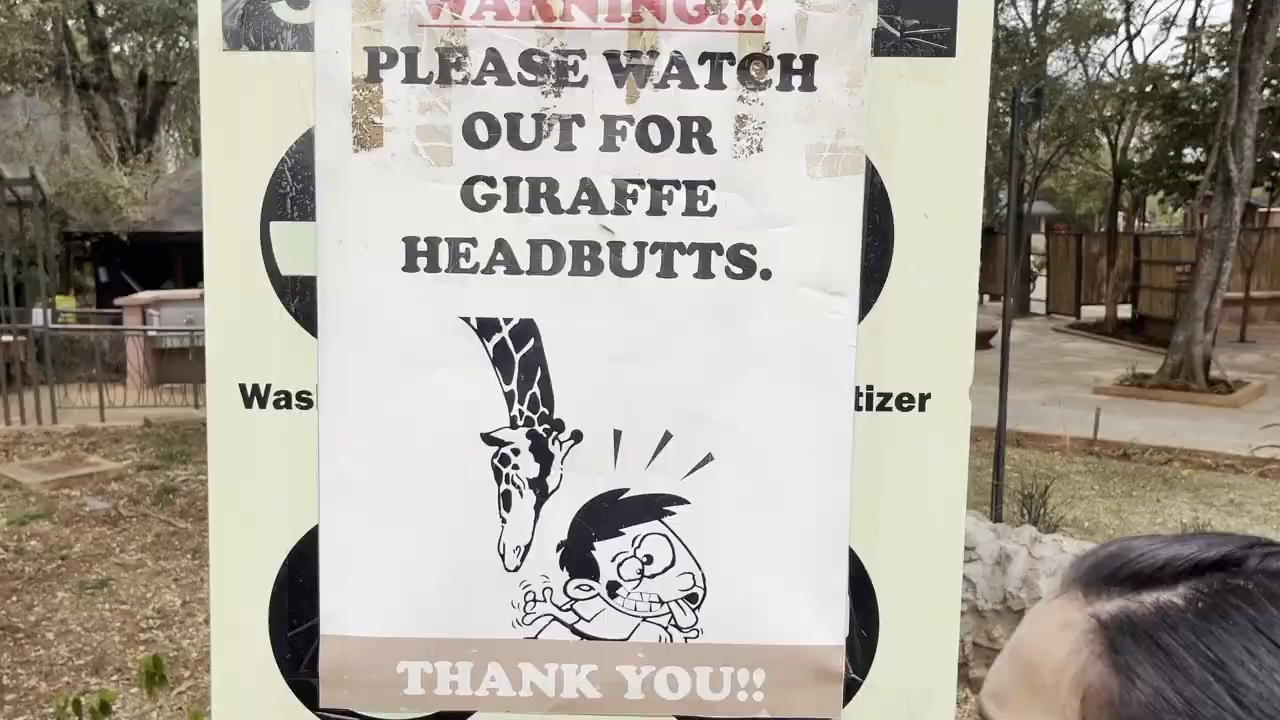 WARNING!!!
PLEASE WATCH
OUT FOR
GIRAFFE
HEADBUTTS.
Was
tizer
THANK YOU!!